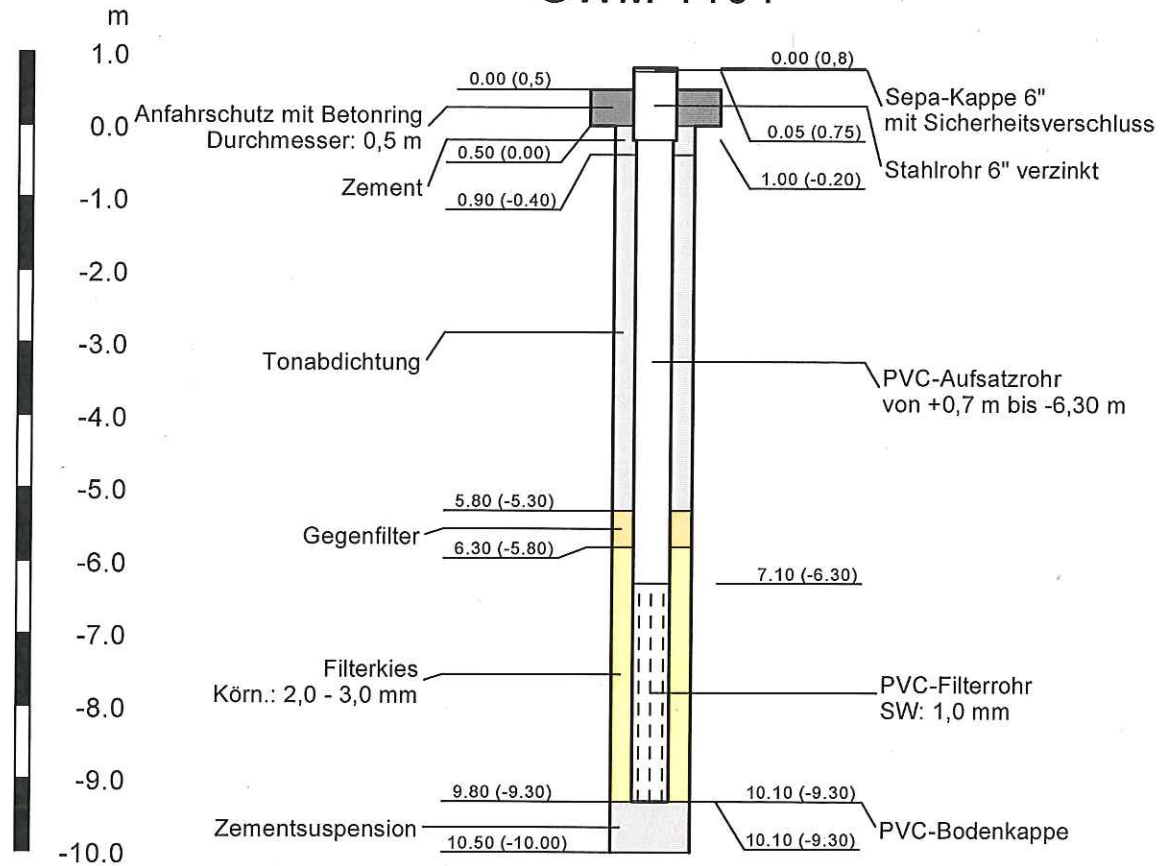 m
1.0
0.0
-1.0
-2.0
-3.0
-4.0
-5.0
-6.0
-7.0
-8.0
-9.0
-10.0
0.00 (0,5)
Anfahrschutz mit Betonring
Durchmesser: 0,5 m
0.50 (0.00)
Zement
0.90 (-0.40)
Tonabdichtung
5.80 (-5.30)
Gegenfilter
6.30 (-5.80)
Filterkies
Körn.: 2,0 - 3,0 mm
9.80 (-9.30)
Zementsuspension
10.50 (-10.00)
0.00 (0,8)
Sepa-Kappe 6"
mit Sicherheitsverschluss
0.05 (0.75)
Stahlrohr 6" verzinkt
1.00 (-0.20)
PVC-Aufsatzrohr
von +0,7 m bis -6,30 m
7.10 (-6.30)
PVC-Filterrohr
SW: 1,0 mm
10.10 (-9.30)
PVC-Bodenkappe
10.10 (-9.30)